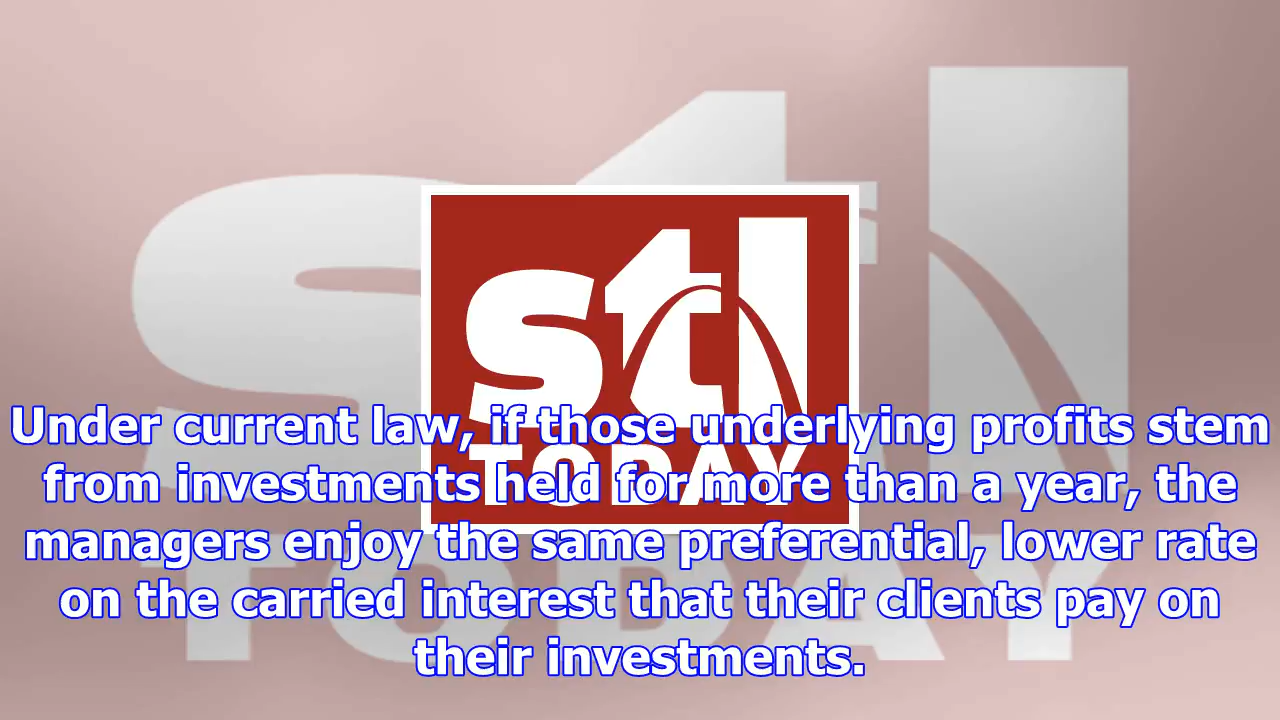 stl
TODAY
Under current law, if those underlying profits stem
from investments held for more than a year, the
managers enjoy the same preferential, lower rate
on the carried interest that their clients pay on
their investments.